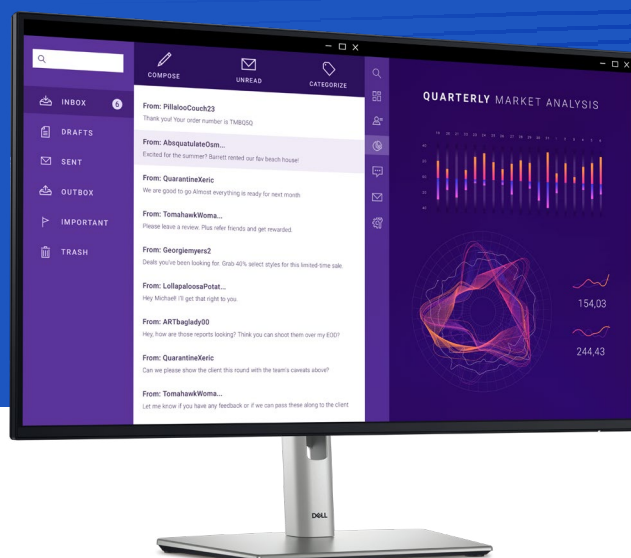 COMPOSE
UNREAD
CATEGORIZE
INBOX 6
DRAFTS
SENT
OUTBOX
IMPORTANT
TRASH
From: PillalooCouch23
Thank you! Your order number is TMBQ5Q
From: AbsquatulateOsm...
Excited for the summer? Barrett rented our fav beach house!
From: QuarantineXeric
We are good to go Almost everything is ready for next month
From: TomahawkWoma...
Please leave a review. Plus refer friends and get rewarded.
From: Georgiemyers2
Deals you've been looking for. Grab 40% select styles for this limited-time sale.
From: LollapaloosaPotat...
Hey Michael! I'll get that right to you.
From: ARTbaglady00
Hey, how are those reports looking? Think you can shoot them over my EOD?
From: QuarantineXeric
Can we please show the client this round with the team's caveats above?
From: TomahawkWoma...
Let me know if you have any feedback or if we can pass these along to the client
QUARTERLY MARKET ANALYSIS
154,03
244,43
DELL